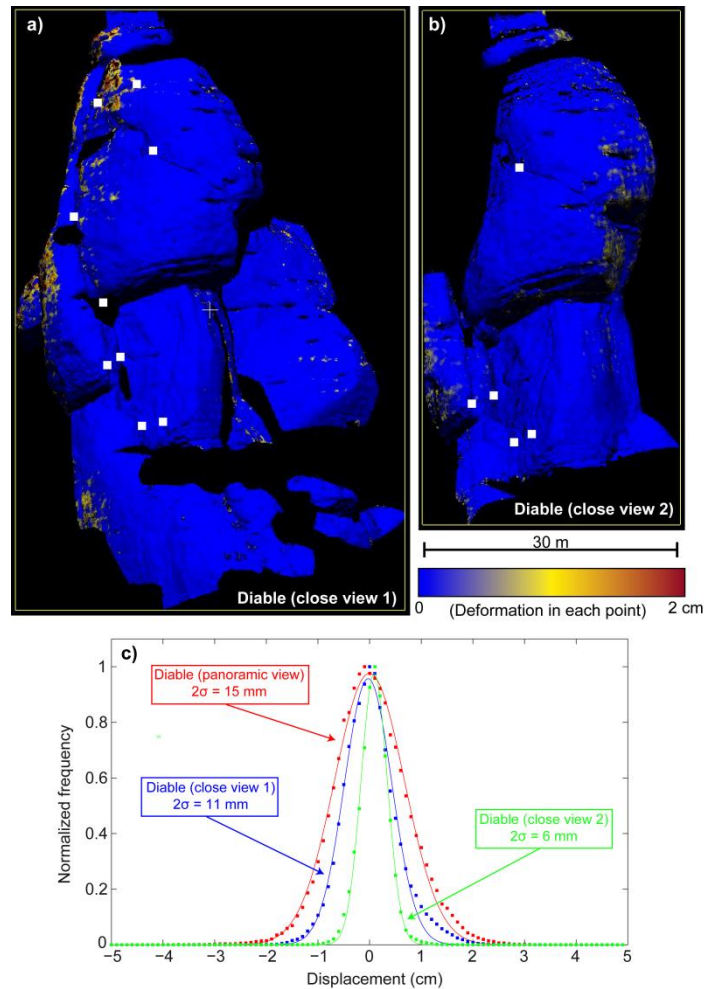 a)
Diable (close view 1)
b)
Diable (close view 2)
30 m
0 (Deformation in each point) 2 cm
c)
Normalized frequency
1
0.8
0.6
0.4
0.2
0
Diable (panoramic view)
2σ = 15 mm
Diable (close view 1)
2σ = 11 mm
Diable (close view 2)
2σ = 6 mm
−5 −4 −3 −2 −1 0 1 2 3 4 5
Displacement (cm)